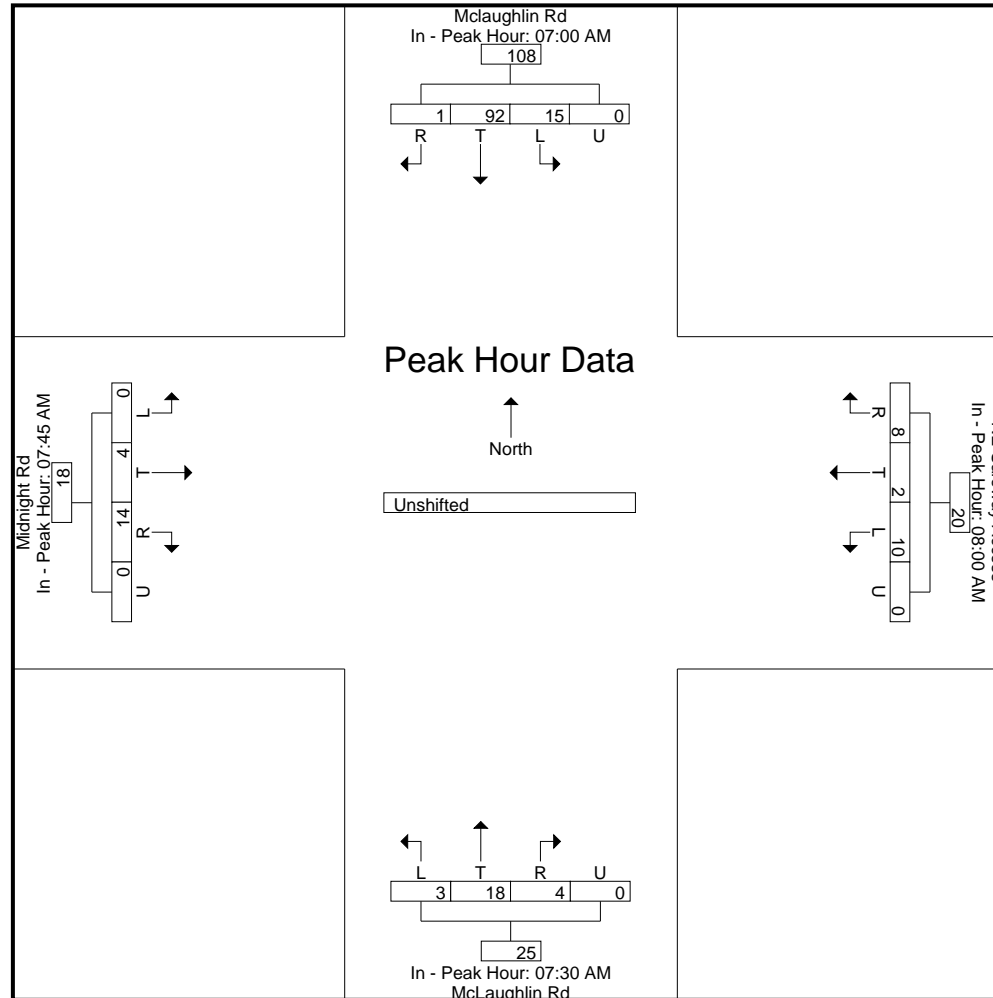 Mclaughlin Rd
In - Peak Hour: 07:00 AM
108
1 92 15 0
R T L U
Peak Hour Data
North
Unshifted
Midnight Rd
In - Peak Hour: 07:45 AM
18
0 4 14 0
L T R U
In - Peak Hour: 08:00 AM
20
8 2 10 0
R T L U
L T R U
3 18 4 0
25
In - Peak Hour: 07:30 AM
McLaughlin Rd